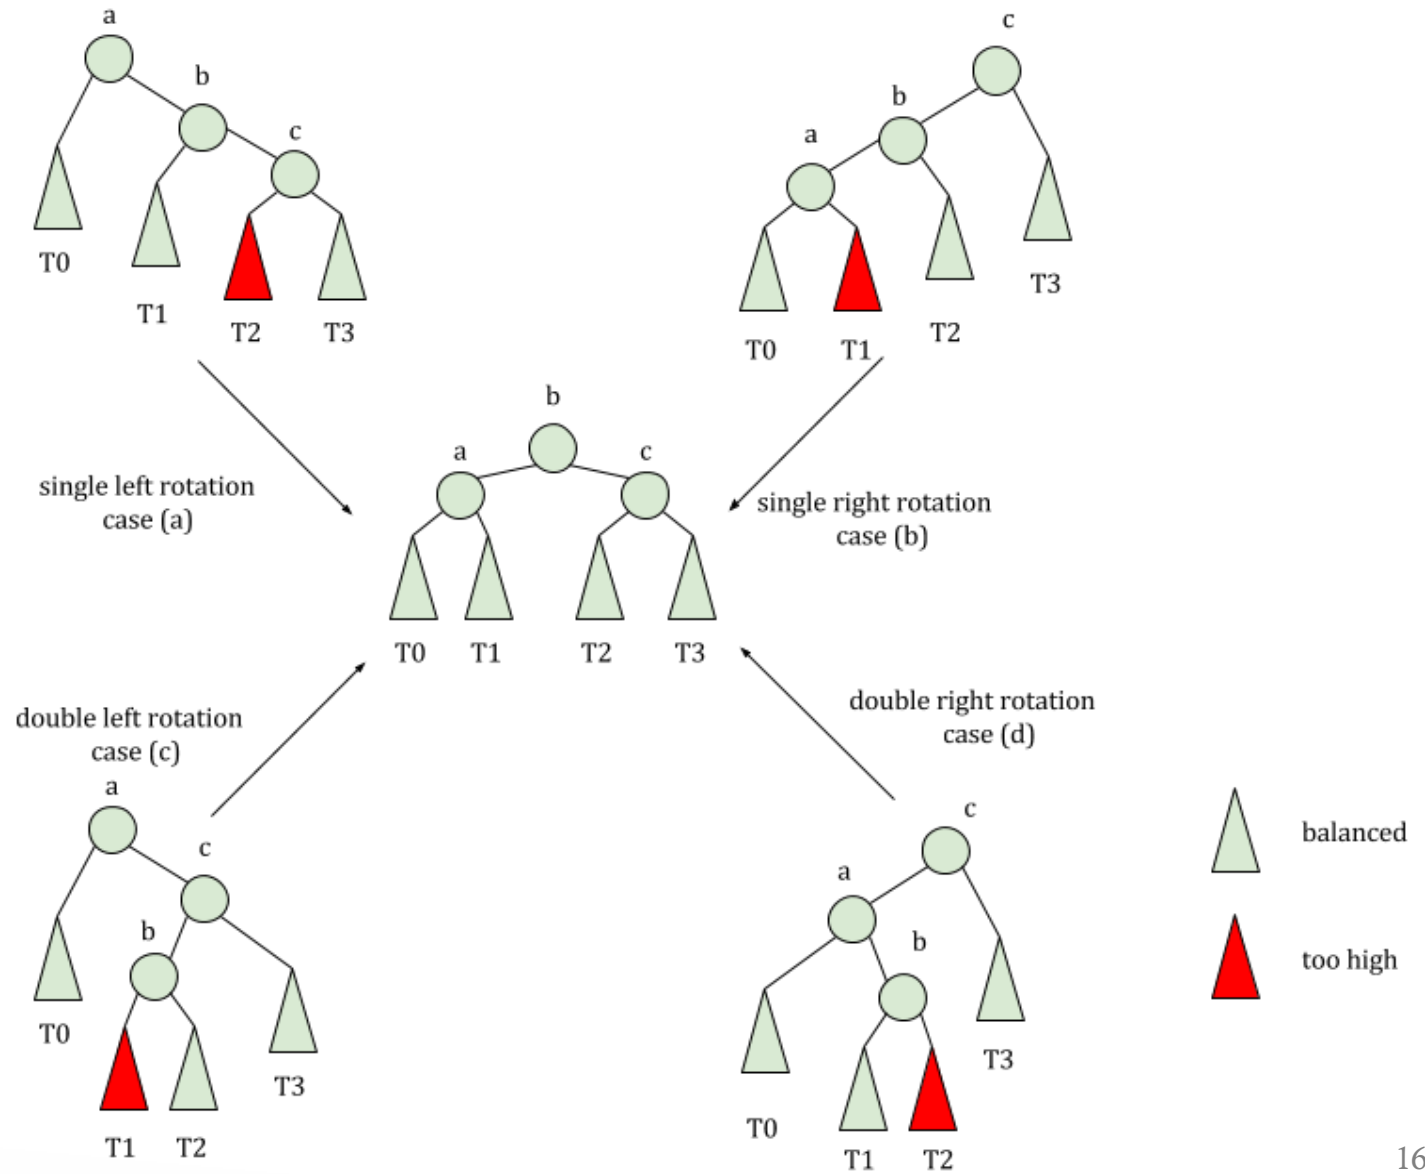 a
b
c
T0
T1
T2
T3
c
b
a
T0
T1
T2
T3
single left rotation
case (a)
single right rotation
case (b)
b
a
c
T0
T1
T2
T3
double left rotation
case (c)
double right rotation
case (d)
a
c
b
T0
T1
T2
T3
c
a
b
T0
T1
T2
T3
balanced
too high
16